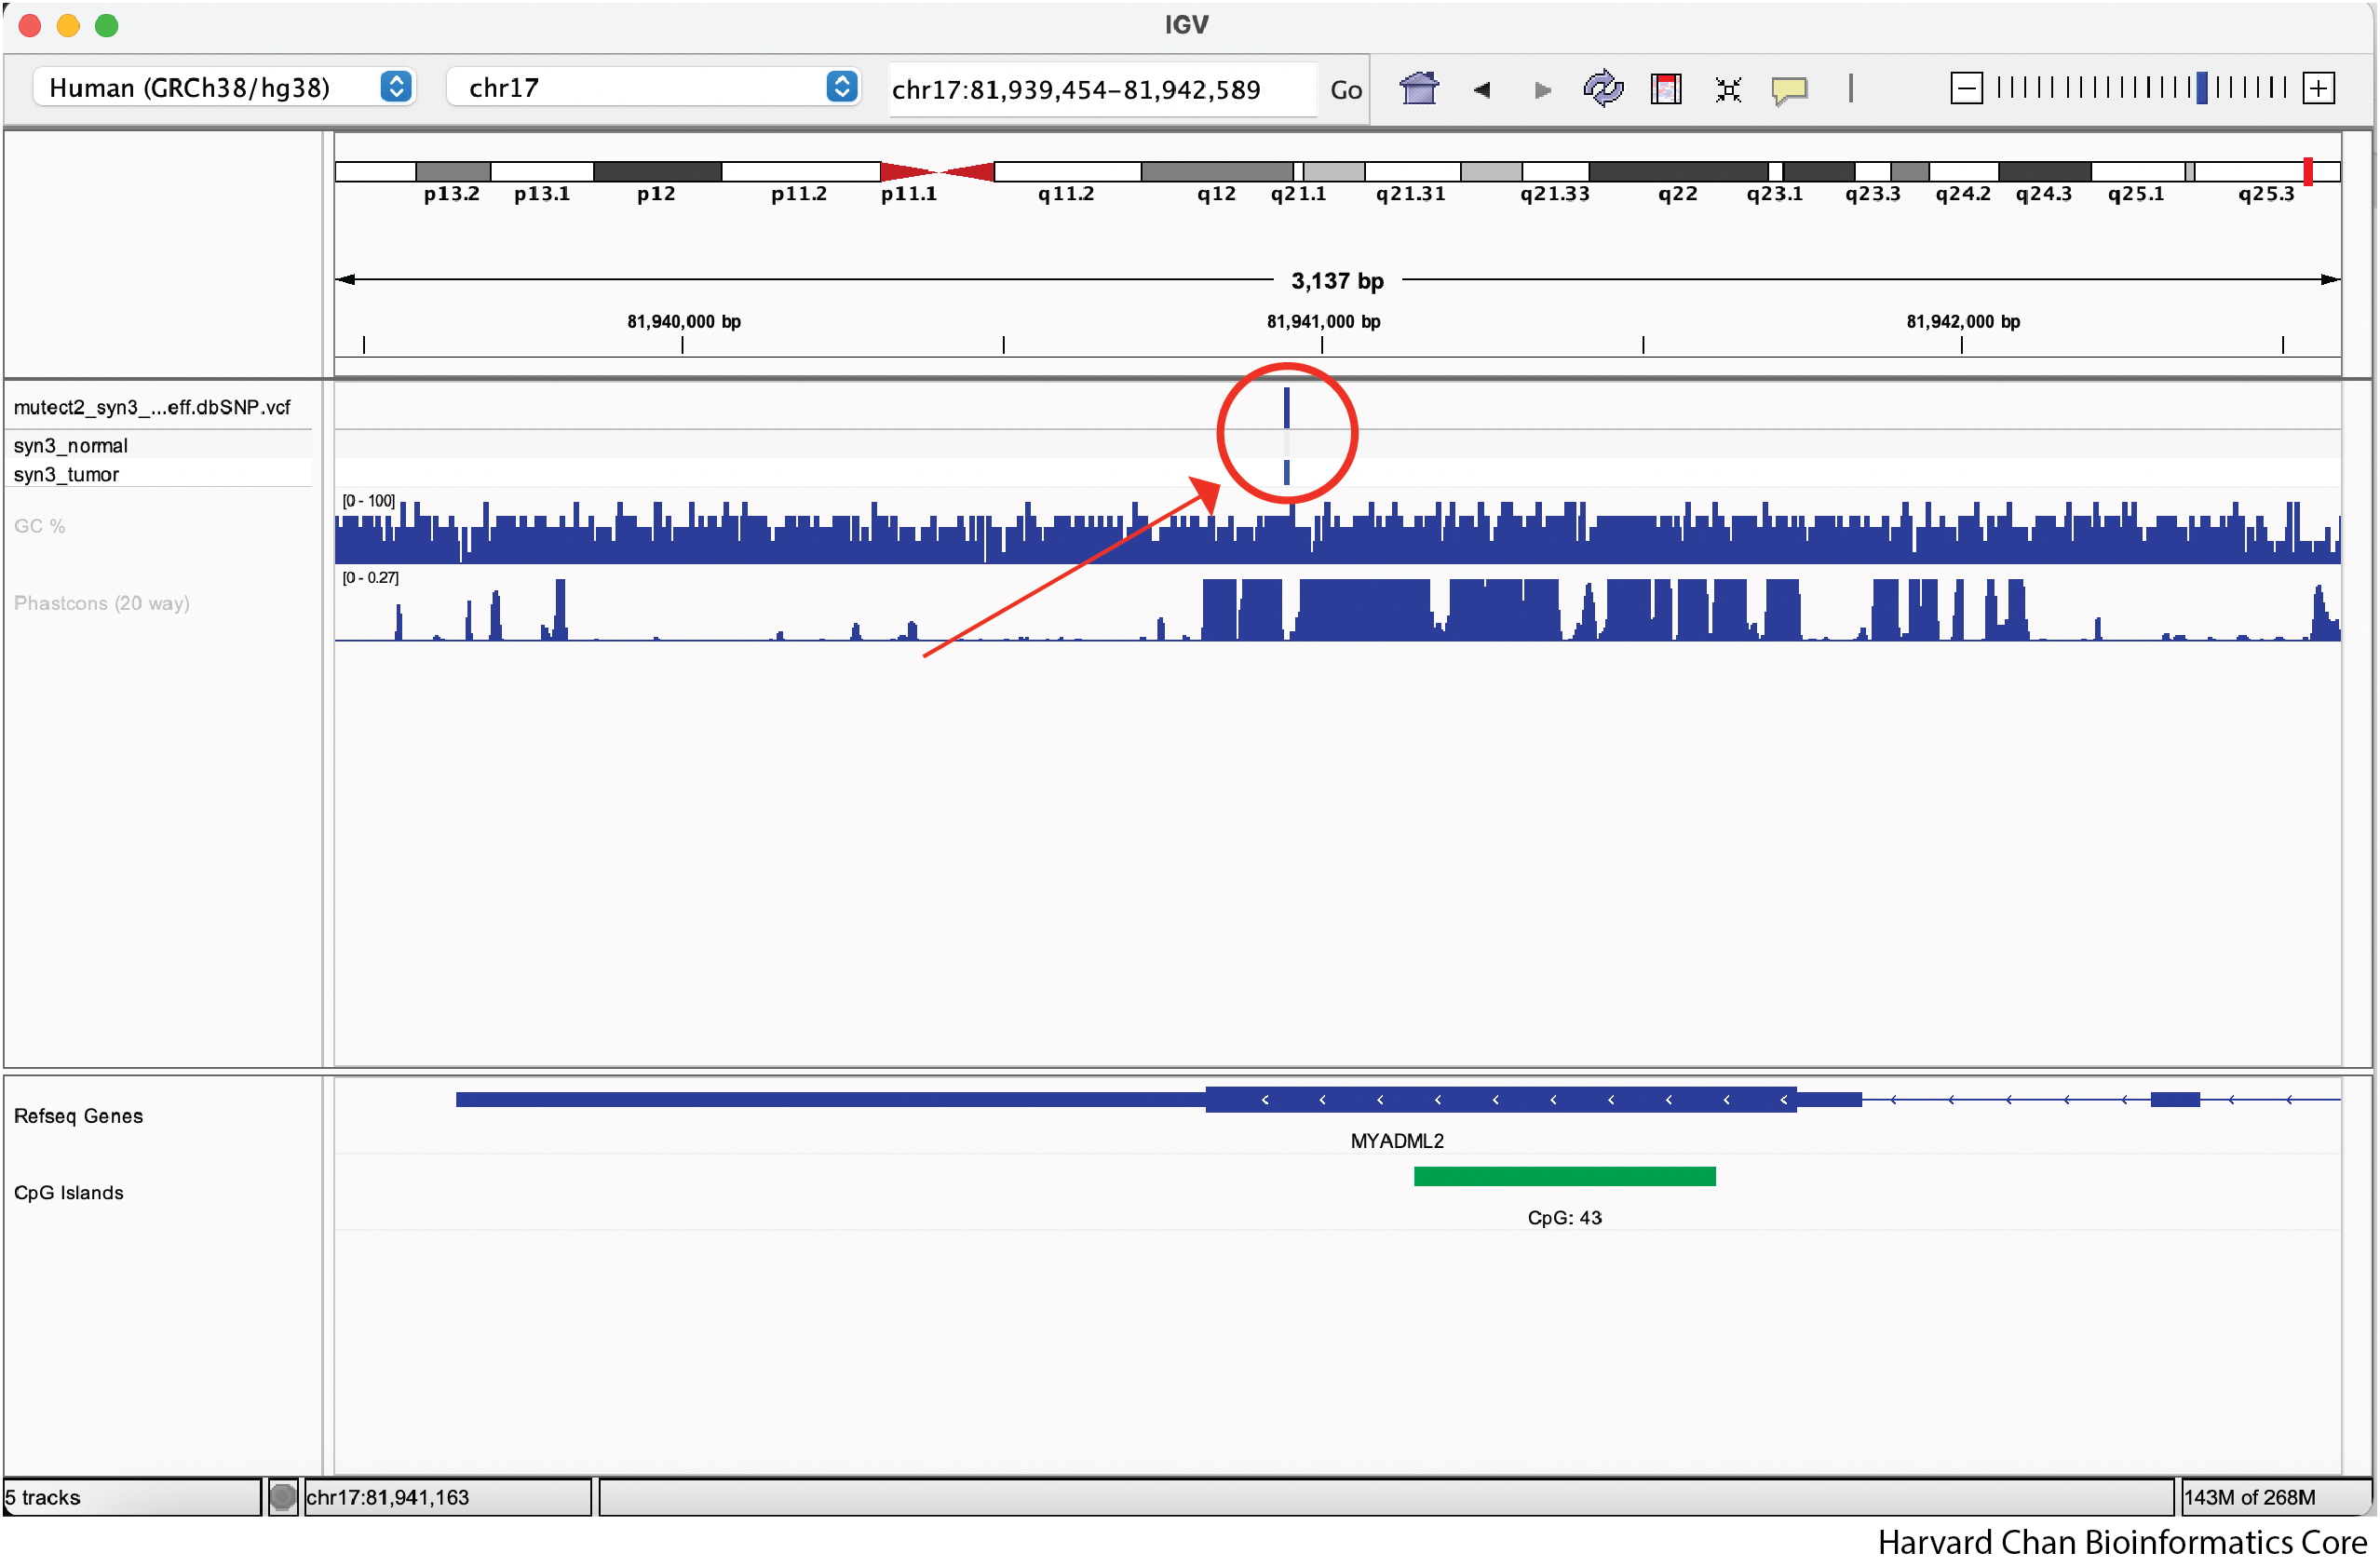 IGV
Human (GRCh38/hg38) chr17 chr17:81,939,454-81,942,589 Go
p13.2 p13.1 p12 p11.2 p11.1 q11.2 q12 q21.1 q21.31 q21.33 q22 q23.1 q23.3 q24.2 q24.3 q25.1 q25.3
3,137 bp
81,940,000 bp 81,941,000 bp 81,942,000 bp
mutect2_syn3_...eff.dbSNP.vcf
syn3_normal
syn3_tumor
[0 - 100]
GC %
[0 - 0.27]
Phastcons (20 way)
Refseq Genes
MYADML2
CpG Islands
CpG: 43
5 tracks chr17:81,941,163 143M of 268M
Harvard Chan Bioinformatics Core